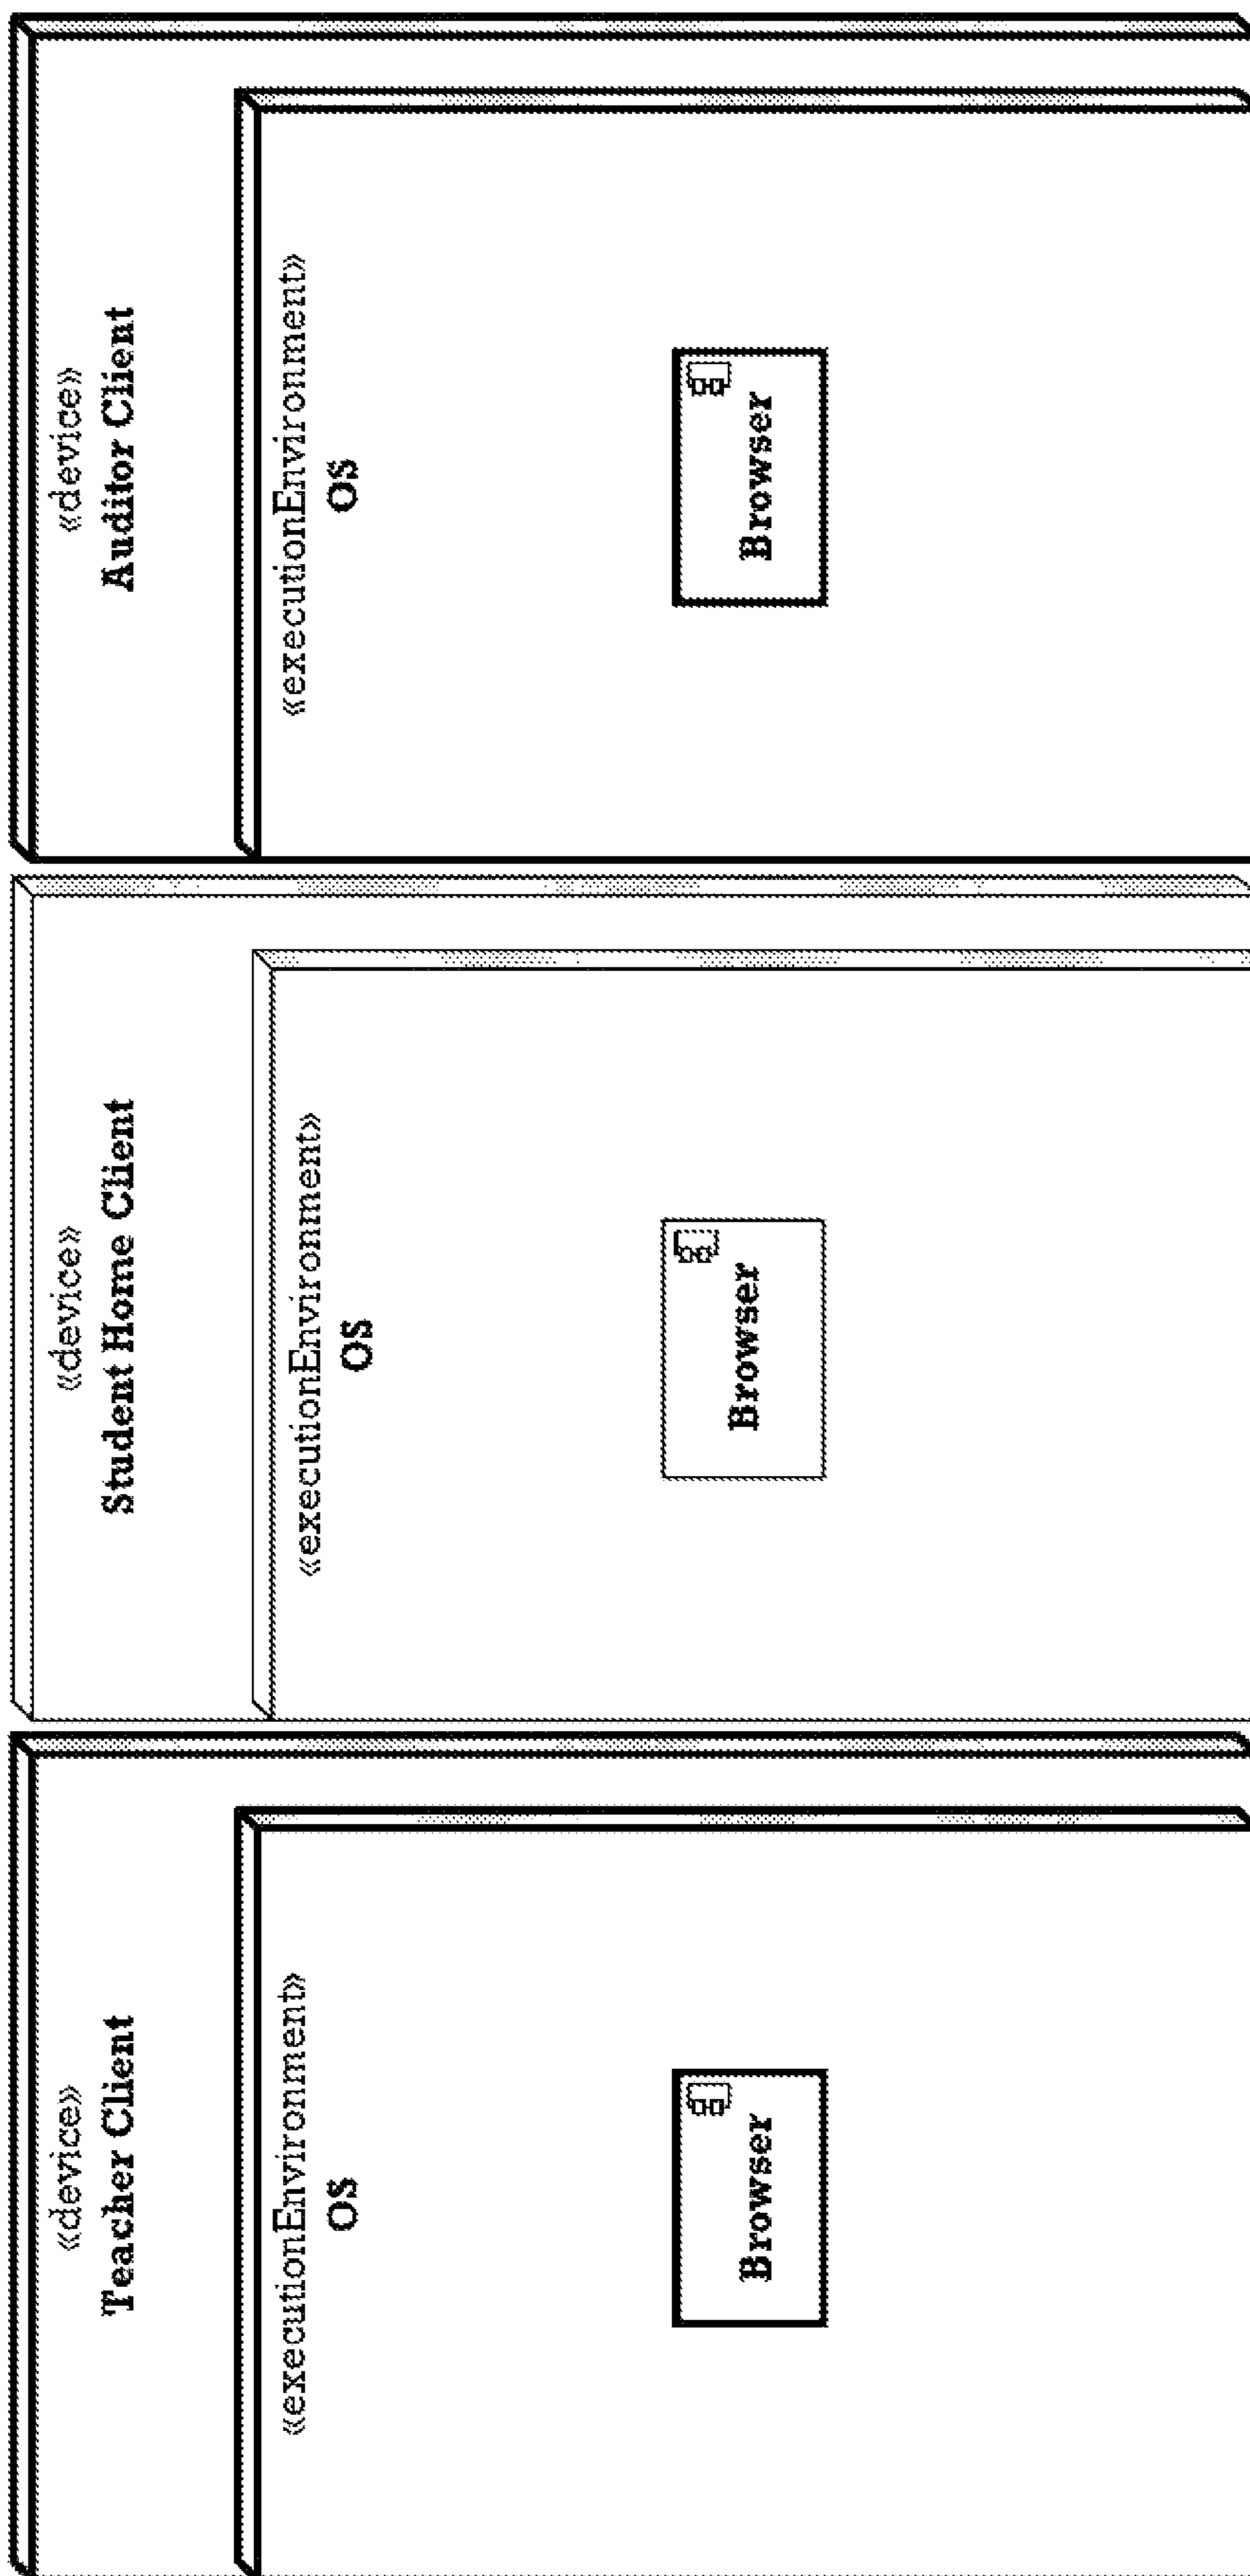 «device»
Teacher Client
«executionEnvironment»
OS
Browser
«device»
Student Home Client
«executionEnvironment»
OS
Browser
«device»
Auditor Client
«executionEnvironment»
OS
Browser